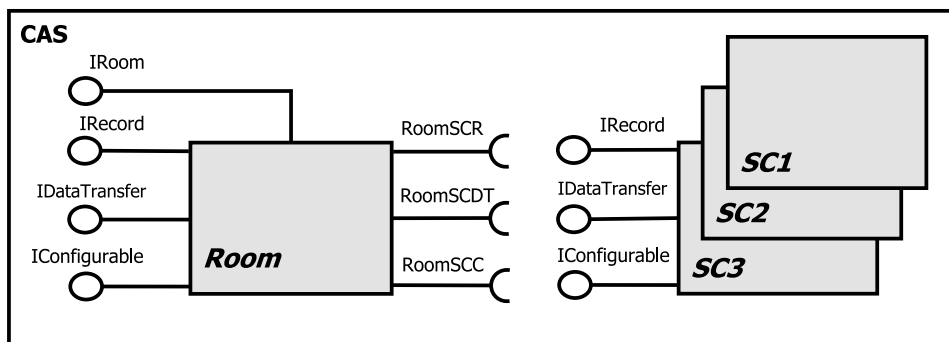 CAS
IRoom
IRecord
IDataTransfer
IConfigurable
Room
RoomSCR
RoomSCDT
RoomSCC
IRecord
IDataTransfer
IConfigurable
SC1
SC2
SC3